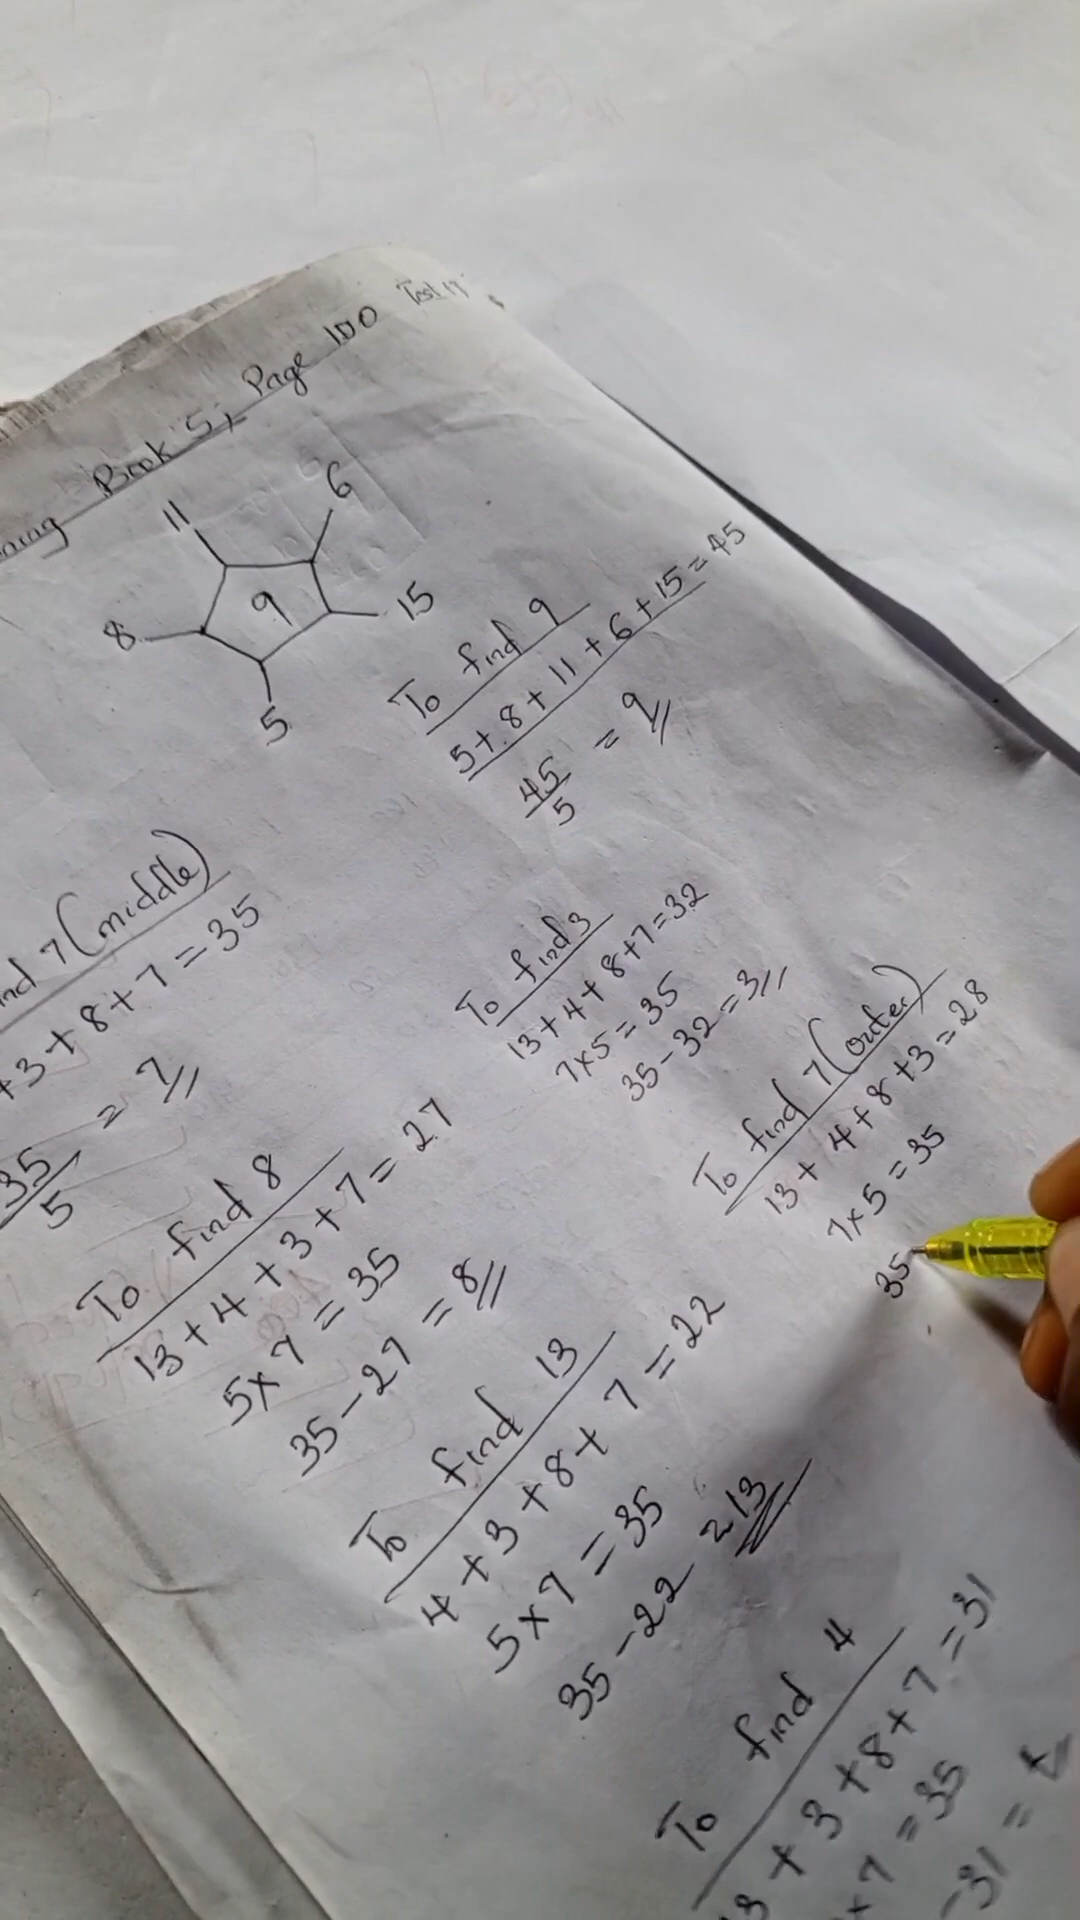 Book 5, Page 100 Test 17
11
6
8
9
15
5
To find 9
5 + 8 + 11 + 6 + 15 = 45
45
5
= 9
7 (middle)
+ 3 + 8 + 7 = 35
35
5
= 7
To find 3
13 + 4 + 8 + 7 = 32
7 x 5 = 35
35 - 32 = 3
To find 7 (outer)
13 + 4 + 8 + 3 = 28
7 x 5 = 35
35
To find 8
13 + 4 + 3 + 7 = 27
5 x 7 = 35
35 - 27 = 8
To find 13
4 + 3 + 8 + 7 = 22
5 x 7 = 35
35 - 22 = 13
To find 4
+ 3 + 8 + 7 = 31
x 7 = 35
- 31 =